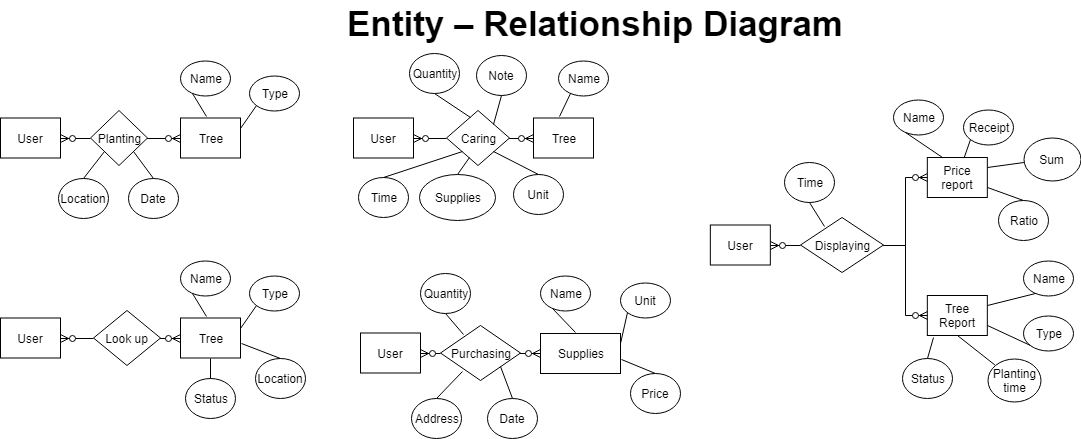 Entity – Relationship Diagram
Name
Type
User
Planting
Tree
Location
Date
Quantity
Note
Name
User
Caring
Tree
Time
Supplies
Unit
Name
Type
User
Look up
Tree
Status
Location
Quantity
Name
Unit
User
Purchasing
Supplies
Price
Address
Date
Time
User
Displaying
Name
Receipt
Sum
Price
report
Ratio
Name
Tree
Report
Type
Status
Planting
time